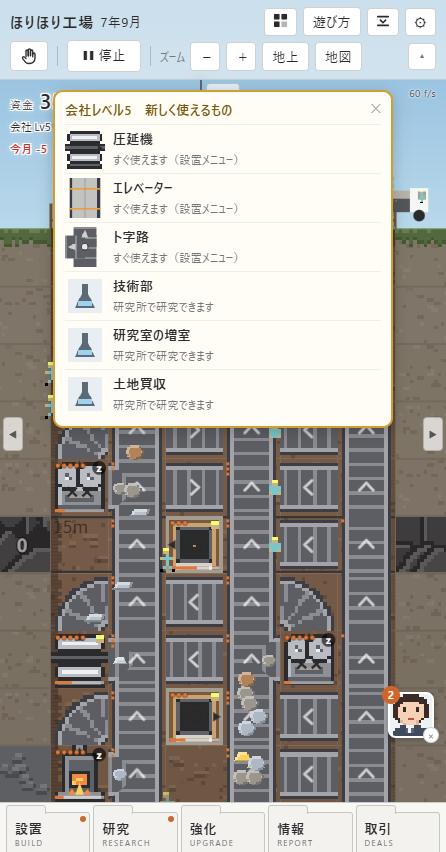 ほりほり工場 7年9月
遊び方
停止
ズーム
−
+
地上
地図
資金 3
60 f/s
会社 Lv5
今月 -5
会社レベル5 新しく使えるもの
圧延機
すぐ使えます（設置メニュー）
エレベーター
すぐ使えます（設置メニュー）
ト字路
すぐ使えます（設置メニュー）
技術部
研究所で研究できます
研究室の増室
研究所で研究できます
土地買収
研究所で研究できます
z
15m
0
z
2
z
設置
BUILD
研究
RESEARCH
強化
UPGRADE
情報
REPORT
取引
DEALS